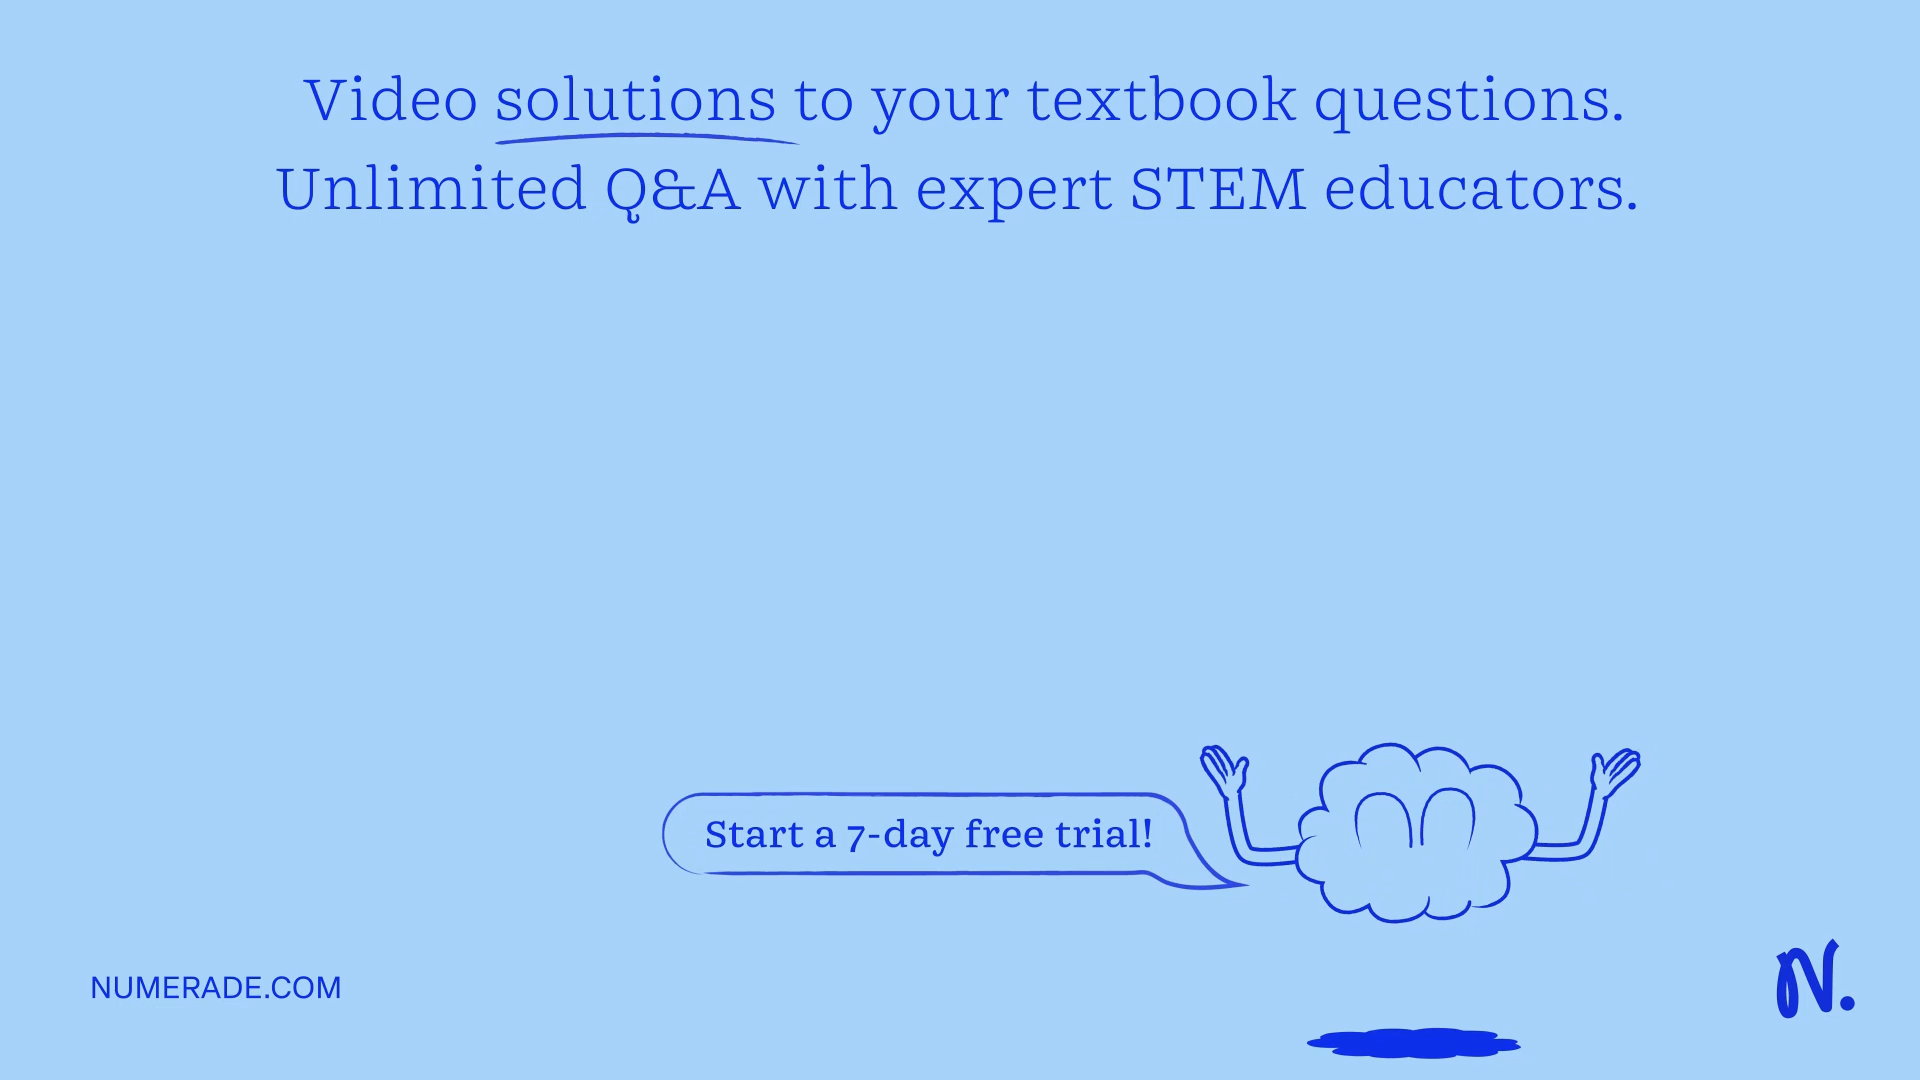 Video solutions to your textbook questions.
Unlimited Q&A with expert STEM educators.
Start a 7-day free trial!
NUMERADE.COM
N.